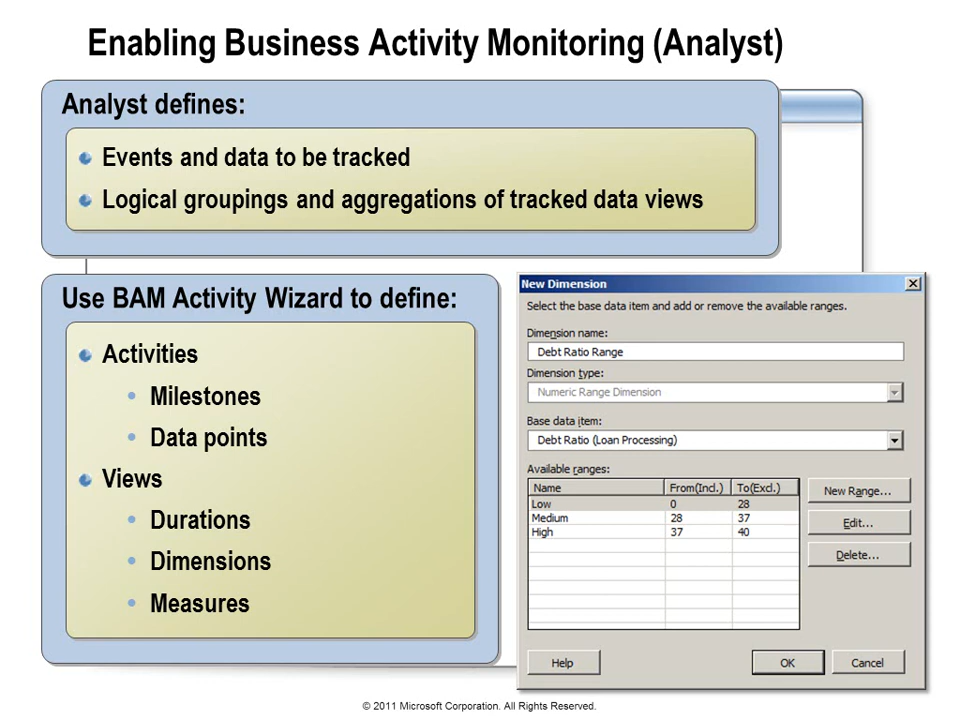 Enabling Business Activity Monitoring (Analyst)
Analyst defines:
Events and data to be tracked
Logical groupings and aggregations of tracked data views
Use BAM Activity Wizard to define:
Activities
Milestones
Data points
Views
Durations
Dimensions
Measures
New Dimension
Select the base data item and add or remove the available ranges.
Dimension name:
Debt Ratio Range
Dimension type:
Numeric Range Dimension
Base data item:
Debt Ratio (Loan Processing)
Available ranges:
Name From(Incl.) To(Excl.)
Low 0 28
Medium 28 37
High 37 40
New Range...
Edit...
Delete...
Help OK Cancel
© 2011 Microsoft Corporation. All Rights Reserved.